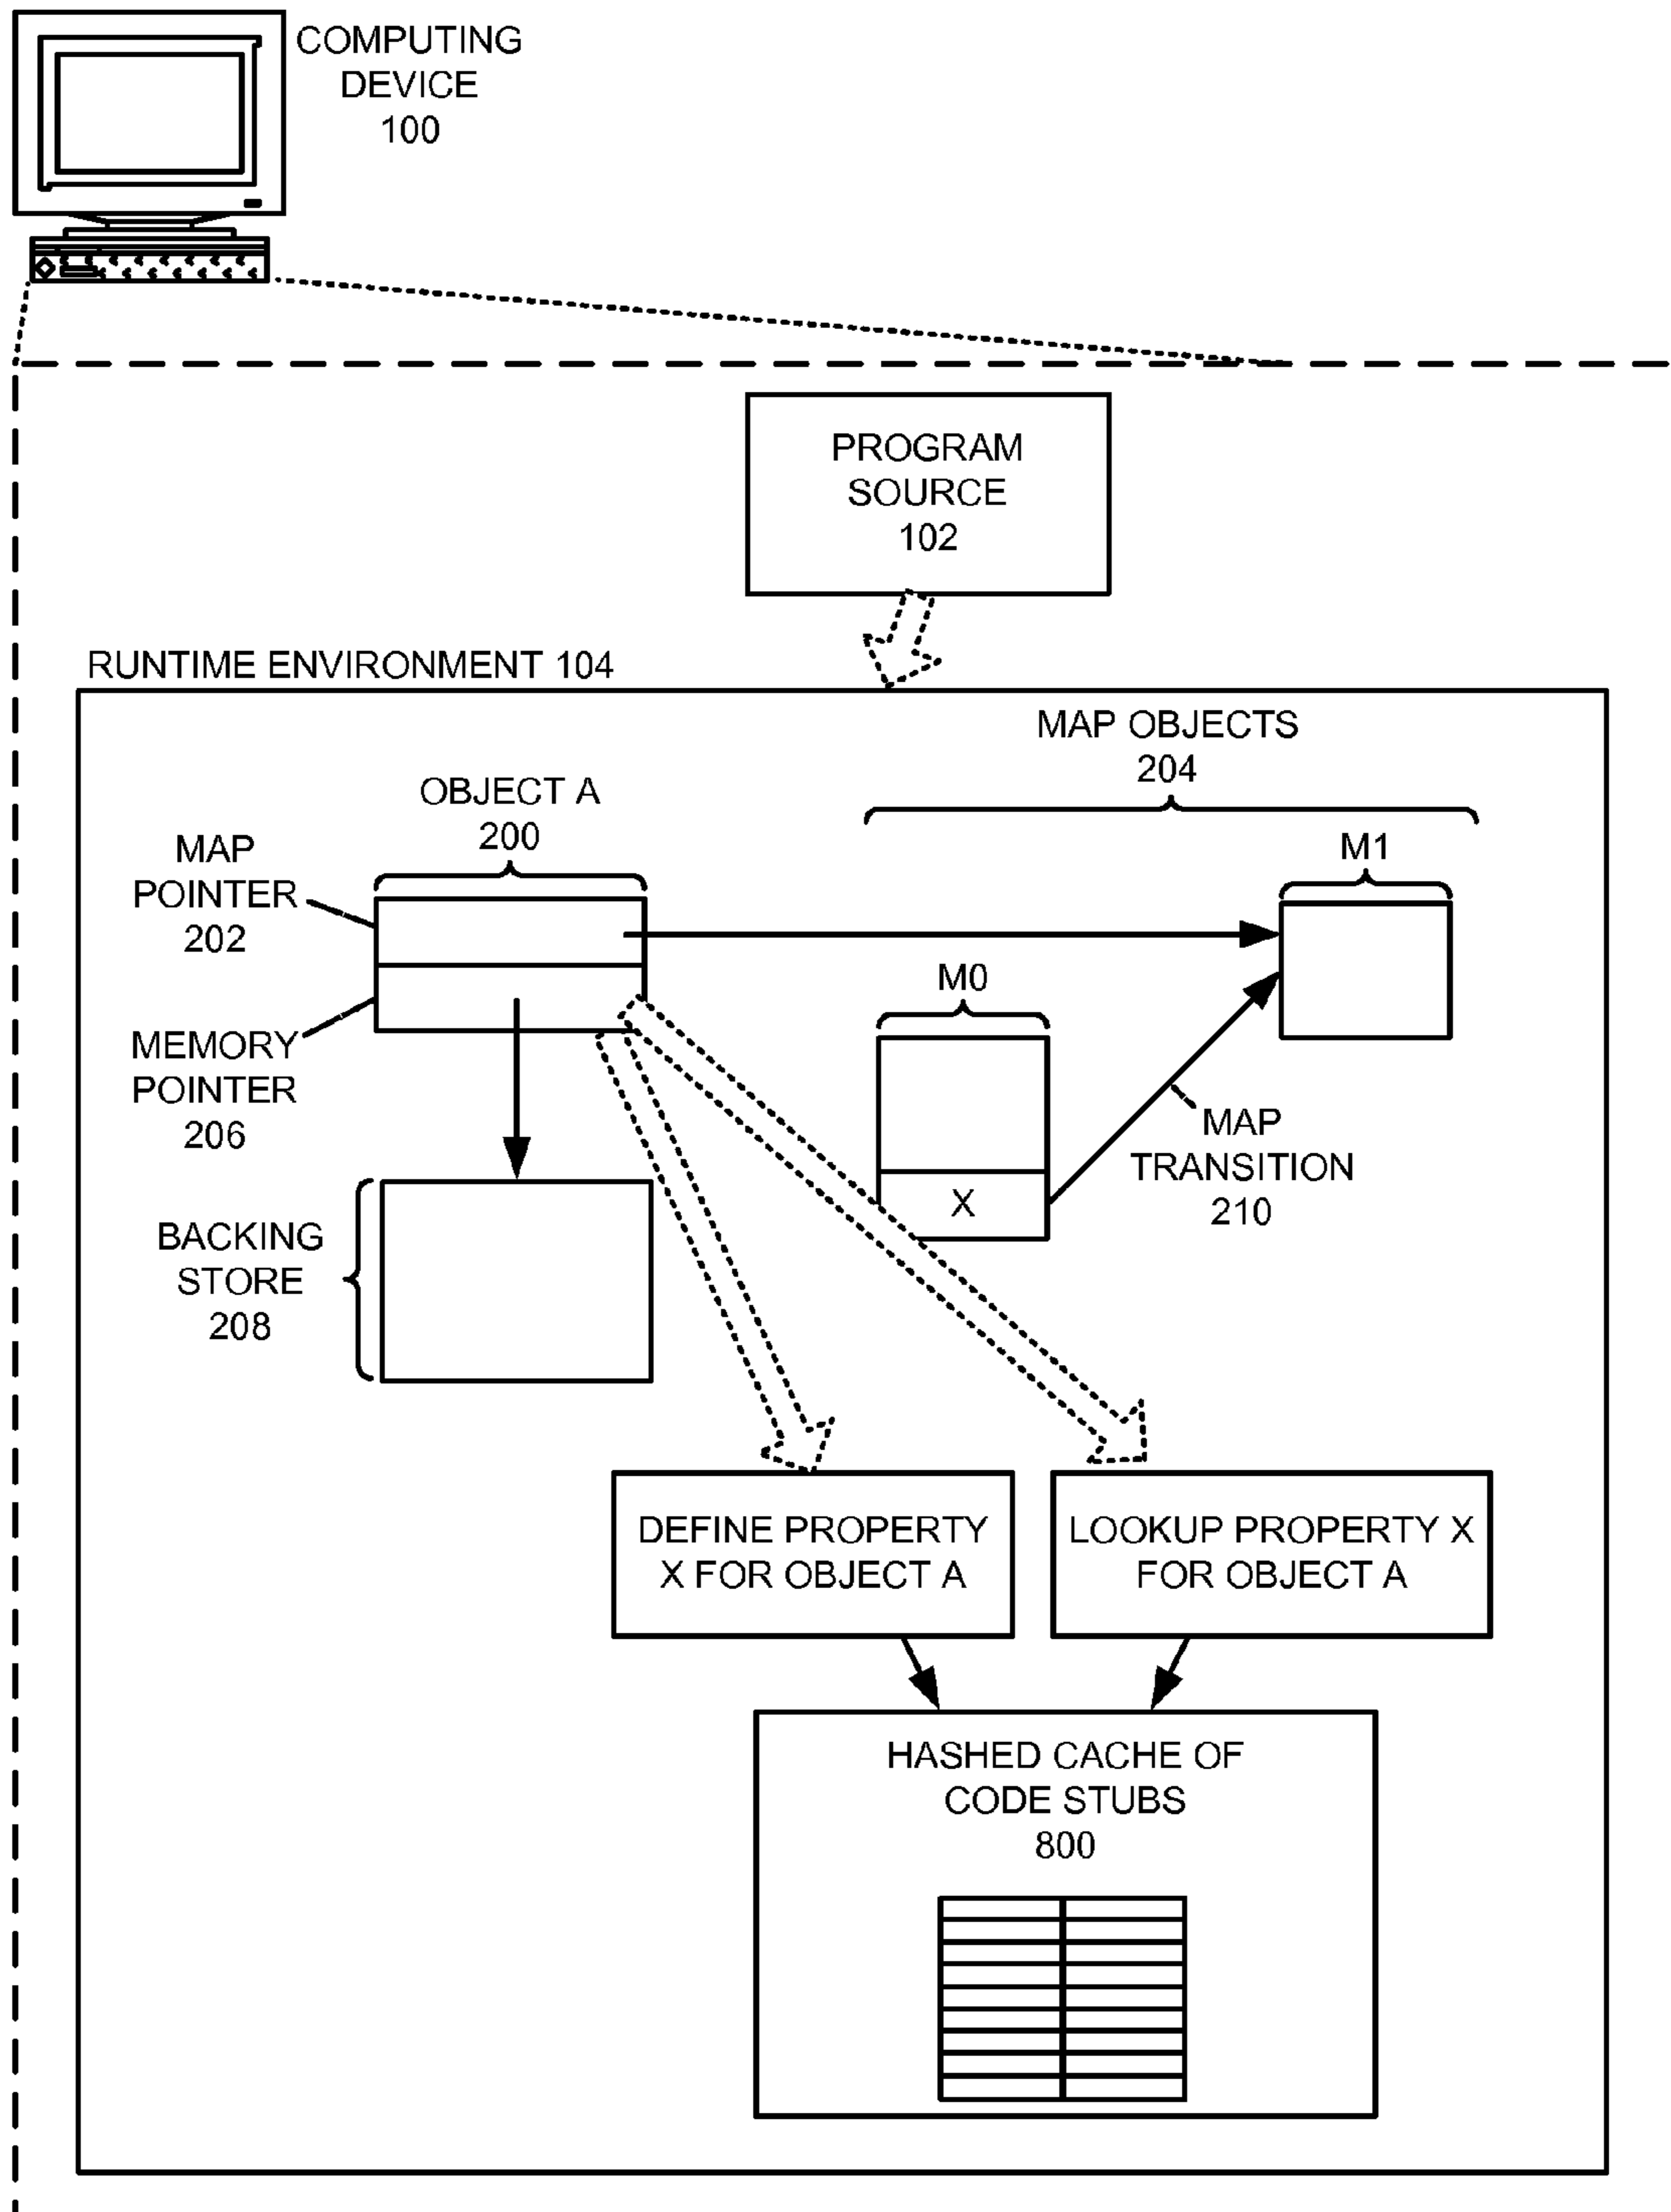 COMPUTING
DEVICE
100
PROGRAM
SOURCE
102
RUNTIME ENVIRONMENT 104
MAP OBJECTS
204
OBJECT A
200
MAP
POINTER
202
M1
M0
MEMORY
POINTER
206
MAP
TRANSITION
210
X
BACKING
STORE
208
DEFINE PROPERTY
X FOR OBJECT A
LOOKUP PROPERTY X
FOR OBJECT A
HASHED CACHE OF
CODE STUBS
800